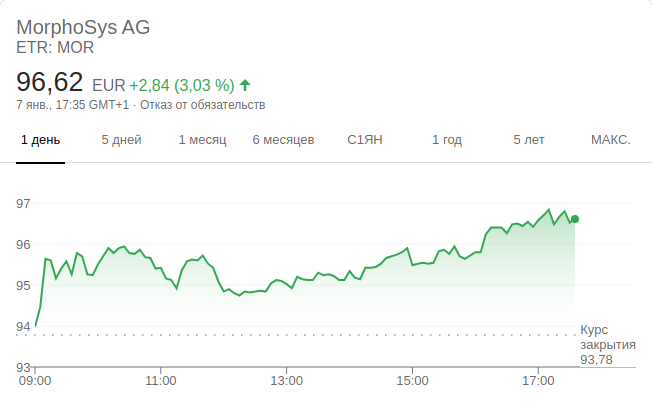 MorphoSys AG
ETR: MOR
96,62 EUR +2,84 (3,03 %)
7 янв., 17:35 GMT+1 · Отказ от обязательств
1 день 5 дней 1 месяц 6 месяцев С1ЯН 1 год 5 лет МАКС.
97
96
95
94
Курс
закрытия
93,78
93
09:00 11:00 13:00 15:00 17:00